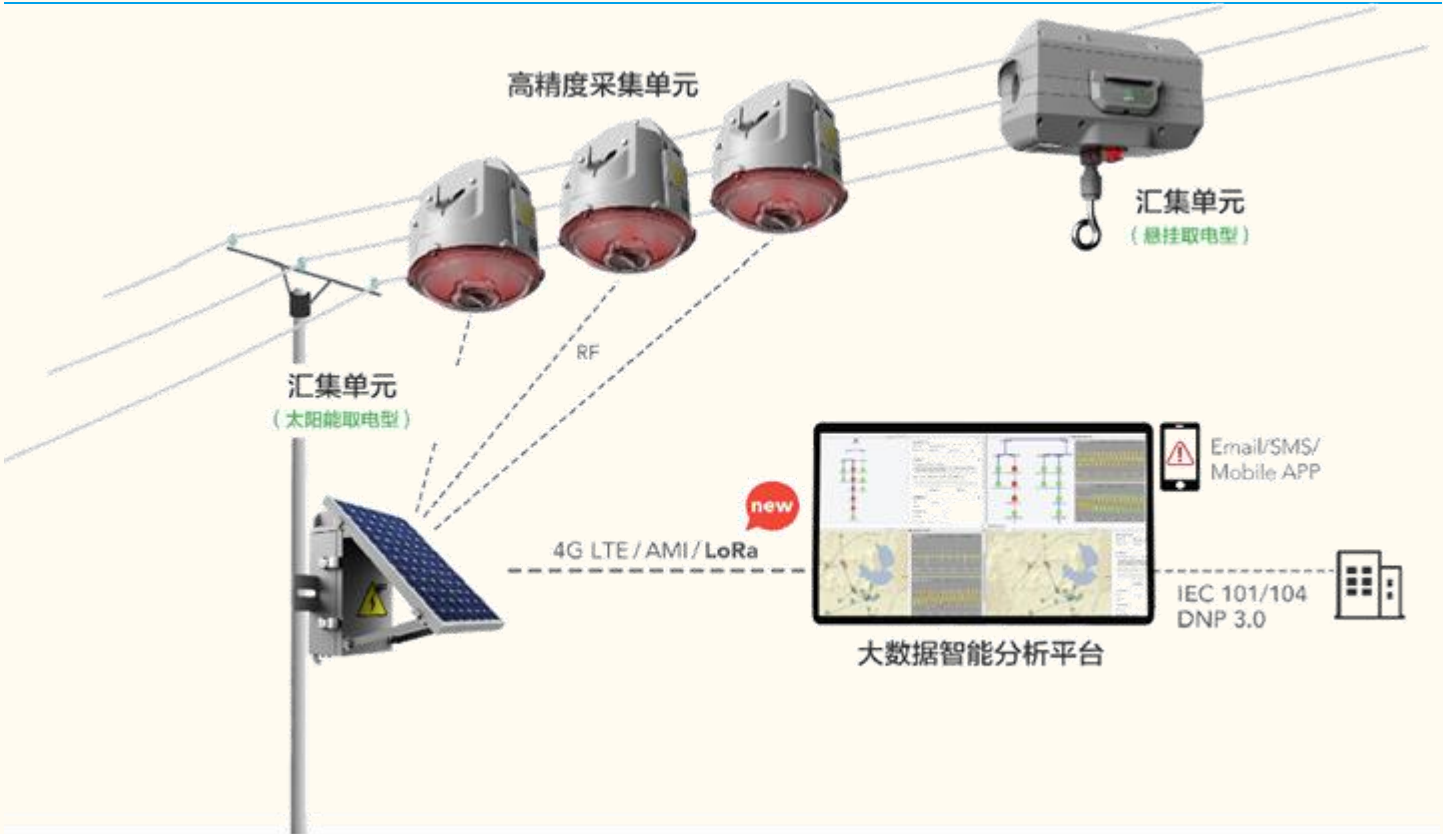 高精度采集单元
汇集单元
（悬挂取电型）
RF
汇集单元
（太阳能取电型）
Email/SMS/
Mobile APP
new
4G LTE / AMI / LoRa
IEC 101/104
DNP 3.0
大数据智能分析平台